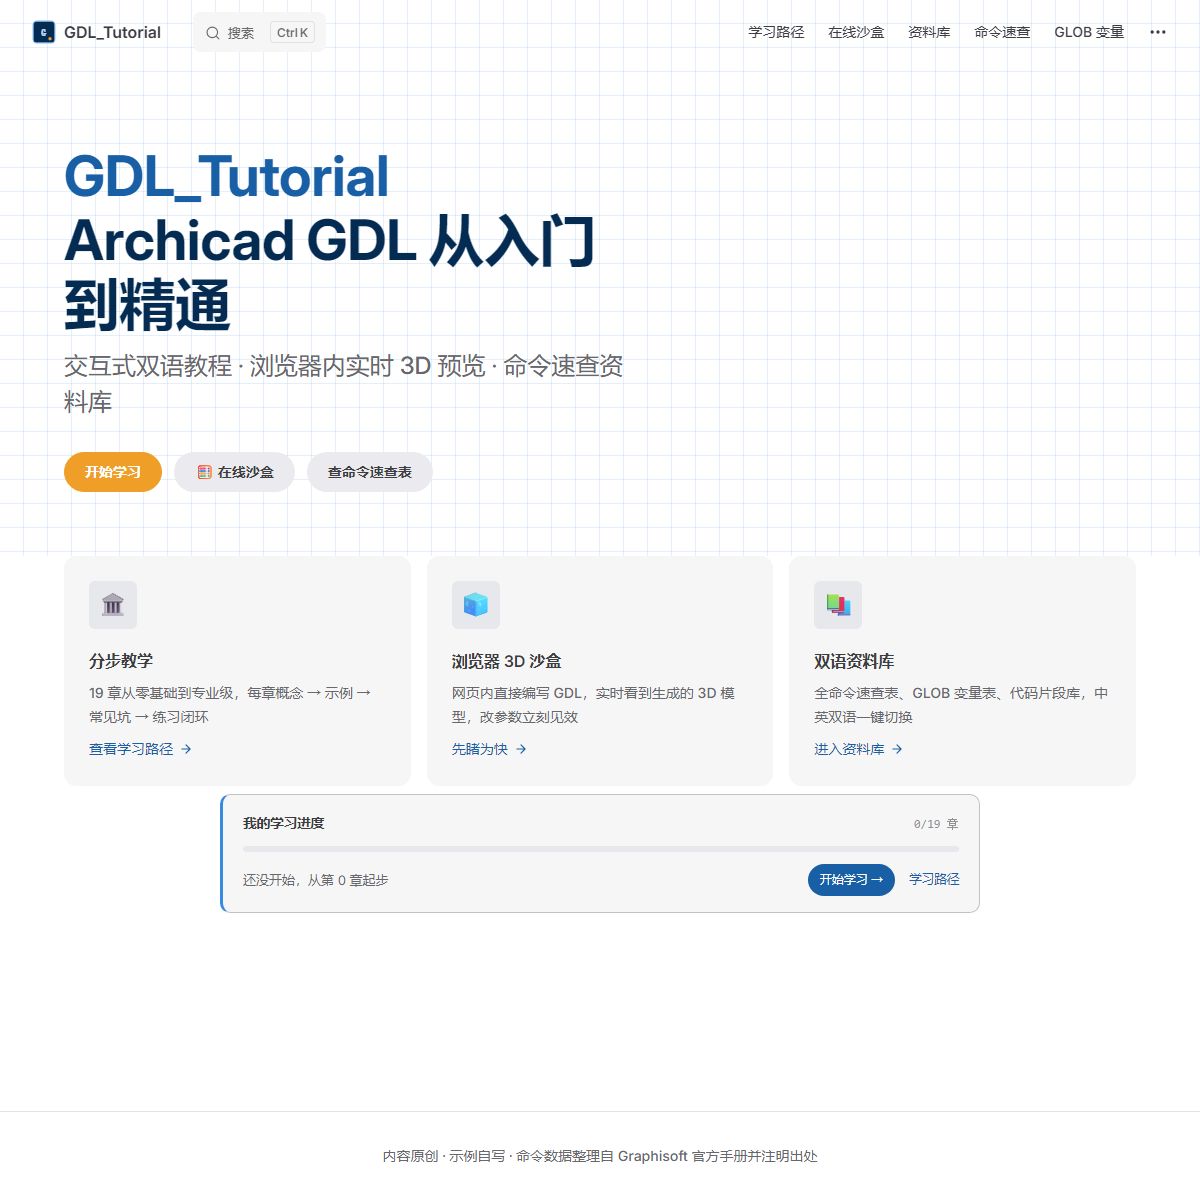 GDL_Tutorial
搜索 Ctrl K
学习路径 在线沙盒 资料库 命令速查 GLOB 变量
GDL_Tutorial
Archicad GDL 从入门
到精通
交互式双语教程 · 浏览器内实时 3D 预览 · 命令速查资
料库
开始学习 在线沙盒 查命令速查表
分步教学
19 章从零基础到专业级，每章概念 → 示例 →
常见坑 → 练习闭环
查看学习路径 →
浏览器 3D 沙盒
网页内直接编写 GDL，实时看到生成的 3D 模
型，改参数立刻见效
先睹为快 →
双语资料库
全命令速查表、GLOB 变量表、代码片段库，中
英双语一键切换
进入资料库 →
我的学习进度 0/19 章
还没开始，从第 0 章起步 开始学习 → 学习路径
内容原创 · 示例自写 · 命令数据整理自 Graphisoft 官方手册并注明出处